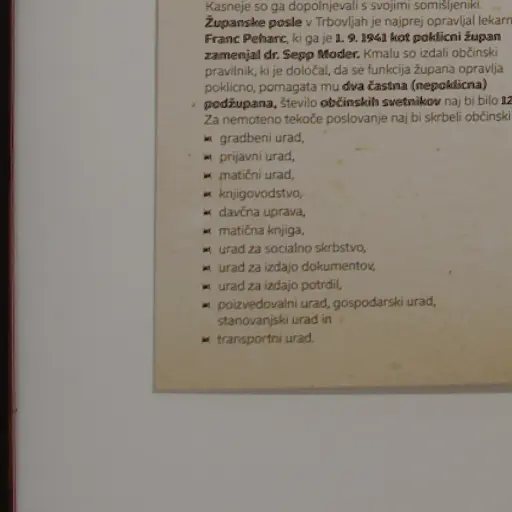 Kasneje so ga dopolnjevali s svojimi somišljeniki.
Županske posle v Trbovljah je najprej opravljal lekarn
Franc Peharc, ki ga je 1. 9. 1941 kot poklicni župan
zamenjal dr. Sepp Moder. Kmalu so izdali občinski
pravilnik, ki je določal, da se funkcija župana opravlja
poklicno, pomagata mu dva častna (nepoklicna)
podžupana, število občinskih svetnikov naj bi bilo 12
Za nemoteno tekoče poslovanje naj bi skrbeli občinski
gradbeni urad,
prijavni urad,
matični urad,
knjigovodstvo,
davčna uprava,
matična knjiga,
urad za socialno skrbstvo,
urad za izdajo dokumentov,
urad za izdajo potrdil,
poizvedovalni urad, gospodarski urad,
stanovanjski urad in
transportni urad.